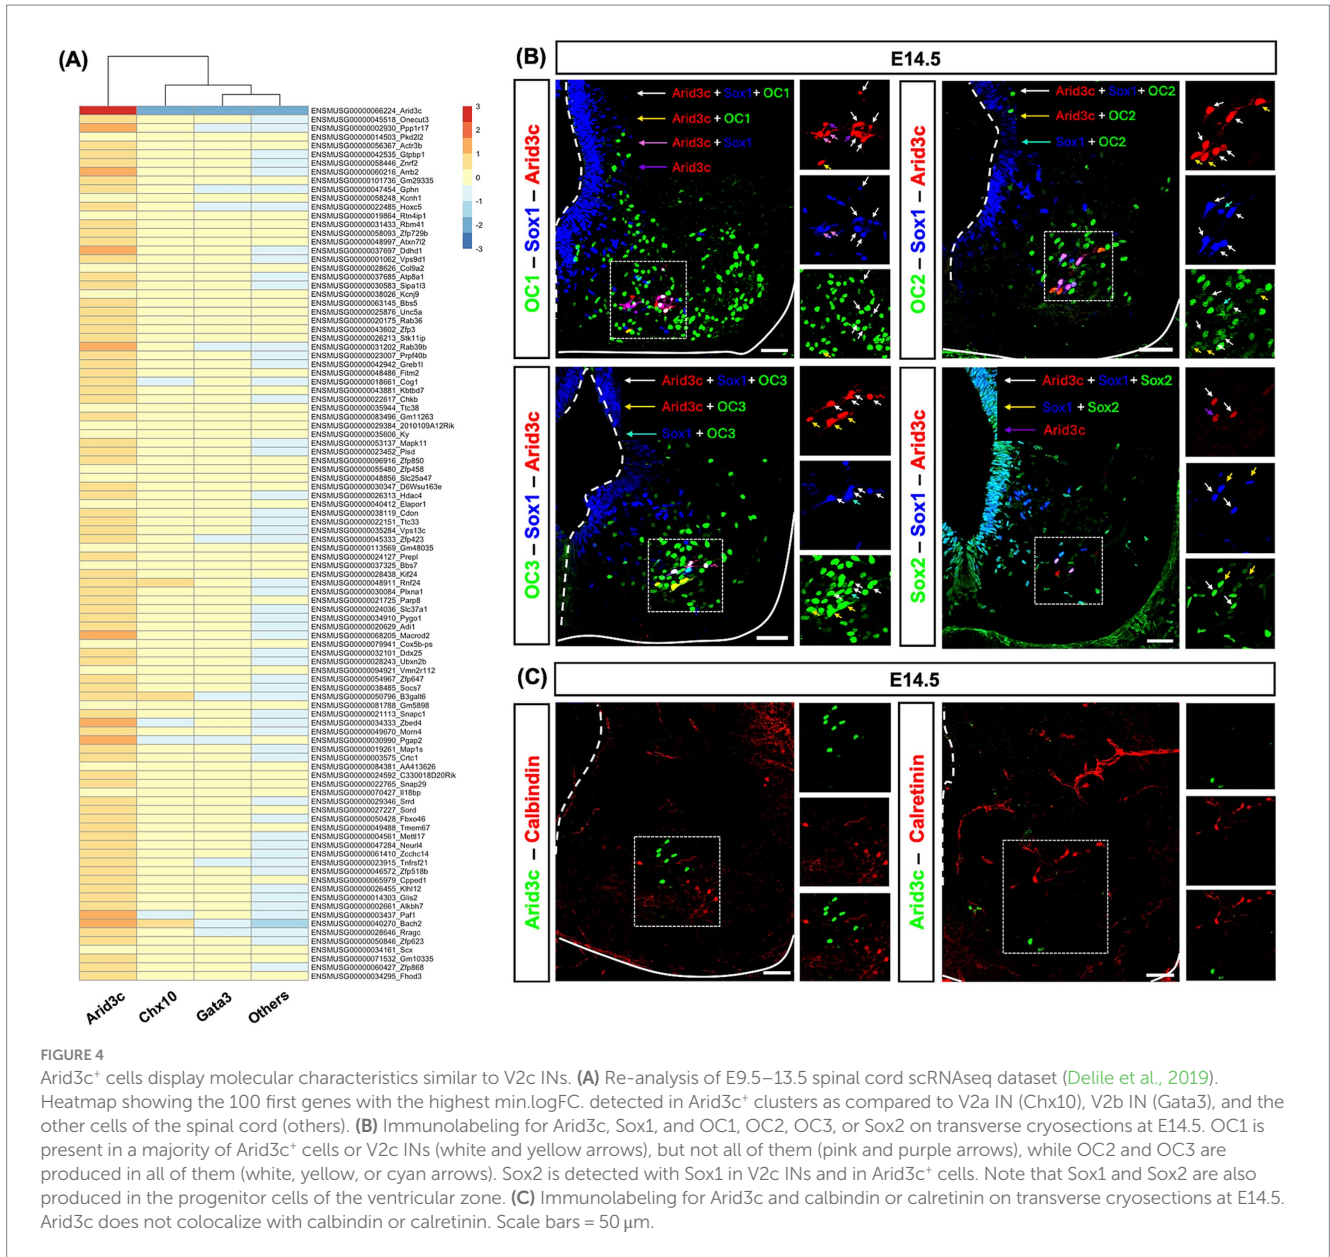 (A)
ENSMUSG00000066224_Arid3c
ENSMUSG00000045518_Onecut3
ENSMUSG00000002930_Ppp1r17
ENSMUSG00000014503_Pkd2l2
ENSMUSG00000056367_Actr3b
ENSMUSG00000042535_Gtpbp1
ENSMUSG00000058446_Znrf2
ENSMUSG00000060216_Arrb2
ENSMUSG00000101736_Gm29335
ENSMUSG00000047454_Gphn
ENSMUSG00000058248_Kcnh1
ENSMUSG00000022485_Hoxc5
ENSMUSG00000019864_Rtn4ip1
ENSMUSG00000031433_Rbm41
ENSMUSG00000058093_Zfp729b
ENSMUSG00000048997_Atxn7l2
ENSMUSG00000037697_Ddhd1
ENSMUSG00000001062_Vps9d1
ENSMUSG00000028626_Col9a2
ENSMUSG00000037685_Atp8a1
ENSMUSG00000030583_Sipa1l3
ENSMUSG00000038026_Kcnj9
ENSMUSG00000063145_Bbs5
ENSMUSG00000025876_Unc5a
ENSMUSG00000020175_Rab36
ENSMUSG00000043602_Zfp3
ENSMUSG00000026213_Stk11ip
ENSMUSG00000031202_Rab39b
ENSMUSG00000023007_Prpf40b
ENSMUSG00000042942_Greb1l
ENSMUSG00000048486_Fitm2
ENSMUSG00000018661_Cog1
ENSMUSG00000043881_Kbtbd7
ENSMUSG00000022617_Chkb
ENSMUSG00000035944_Ttc38
ENSMUSG00000083496_Gm11263
ENSMUSG00000029384_2010109A12Rik
ENSMUSG00000035606_Ky
ENSMUSG00000053137_Mapk11
ENSMUSG00000023452_Pisd
ENSMUSG00000096916_Zfp850
ENSMUSG00000055480_Zfp458
ENSMUSG00000048856_Slc25a47
ENSMUSG00000030347_D6Wsu163e
ENSMUSG00000026313_Hdac4
ENSMUSG00000040412_Elapor1
ENSMUSG00000038119_Cdon
ENSMUSG00000022151_Ttc33
ENSMUSG00000035284_Vps13c
ENSMUSG00000045333_Zfp423
ENSMUSG00000113569_Gm48035
ENSMUSG00000024127_Prepl
ENSMUSG00000037325_Bbs7
ENSMUSG00000028438_Kif24
ENSMUSG00000048911_Rnf24
ENSMUSG00000030084_Plxna1
ENSMUSG00000021725_Parp8
ENSMUSG00000024036_Slc37a1
ENSMUSG00000034910_Pygo1
ENSMUSG00000020629_Adi1
ENSMUSG00000068205_Macrod2
ENSMUSG00000079941_Cox5b-ps
ENSMUSG00000032101_Ddx25
ENSMUSG00000028243_Ubxn2b
ENSMUSG00000094921_Vmn2r112
ENSMUSG00000054967_Zfp647
ENSMUSG00000038485_Socs7
ENSMUSG00000050796_B3galt6
ENSMUSG00000081788_Gm5898
ENSMUSG00000021113_Snapc1
ENSMUSG00000034333_Zbed4
ENSMUSG00000049670_Morn4
ENSMUSG00000030990_Pgap2
ENSMUSG00000019261_Map1s
ENSMUSG00000003575_Crtc1
ENSMUSG00000084381_AA413626
ENSMUSG00000024592_C330018D20Rik
ENSMUSG00000022765_Snap29
ENSMUSG00000070427_Il18bp
ENSMUSG00000029346_Srrd
ENSMUSG00000027227_Sord
ENSMUSG00000050428_Fbxo46
ENSMUSG00000049488_Tmem67
ENSMUSG00000004561_Mettl17
ENSMUSG00000047284_Neurl4
ENSMUSG00000061410_Zcchc14
ENSMUSG00000023915_Tnfrsf21
ENSMUSG00000046572_Zfp518b
ENSMUSG00000065979_Cpped1
ENSMUSG00000026455_Klhl12
ENSMUSG00000014303_Glis2
ENSMUSG00000002661_Alkbh7
ENSMUSG00000003437_Paf1
ENSMUSG00000040270_Bach2
ENSMUSG00000028646_Rragc
ENSMUSG00000050846_Zfp623
ENSMUSG00000034161_Scx
ENSMUSG00000071532_Gm10335
ENSMUSG00000060427_Zfp868
ENSMUSG00000034295_Fhod3
3
2
1
0
-1
-2
-3
Arid3c
Chx10
Gata3
Others
(B)
E14.5
OC1 – Sox1 – Arid3c
Arid3c + Sox1 + OC1
Arid3c + OC1
Arid3c + Sox1
Arid3c
OC2 – Sox1 – Arid3c
Arid3c + Sox1 + OC2
Arid3c + OC2
Sox1 + OC2
OC3 – Sox1 – Arid3c
Arid3c + Sox1 + OC3
Arid3c + OC3
Sox1 + OC3
Sox2 – Sox1 – Arid3c
Arid3c + Sox1 + Sox2
Sox1 + Sox2
Arid3c
(C)
E14.5
Arid3c – Calbindin
Arid3c – Calretinin
FIGURE 4
Arid3c⁺ cells display molecular characteristics similar to V2c INs. (A) Re-analysis of E9.5–13.5 spinal cord scRNAseq dataset (Delile et al., 2019).
Heatmap showing the 100 first genes with the highest min.logFC. detected in Arid3c⁺ clusters as compared to V2a IN (Chx10), V2b IN (Gata3), and the
other cells of the spinal cord (others). (B) Immunolabeling for Arid3c, Sox1, and OC1, OC2, OC3, or Sox2 on transverse cryosections at E14.5. OC1 is
present in a majority of Arid3c⁺ cells or V2c INs (white and yellow arrows), but not all of them (pink and purple arrows), while OC2 and OC3 are
produced in all of them (white, yellow, or cyan arrows). Sox2 is detected with Sox1 in V2c INs and in Arid3c⁺ cells. Note that Sox1 and Sox2 are also
produced in the progenitor cells of the ventricular zone. (C) Immunolabeling for Arid3c and calbindin or calretinin on transverse cryosections at E14.5.
Arid3c does not colocalize with calbindin or calretinin. Scale bars = 50 μm.